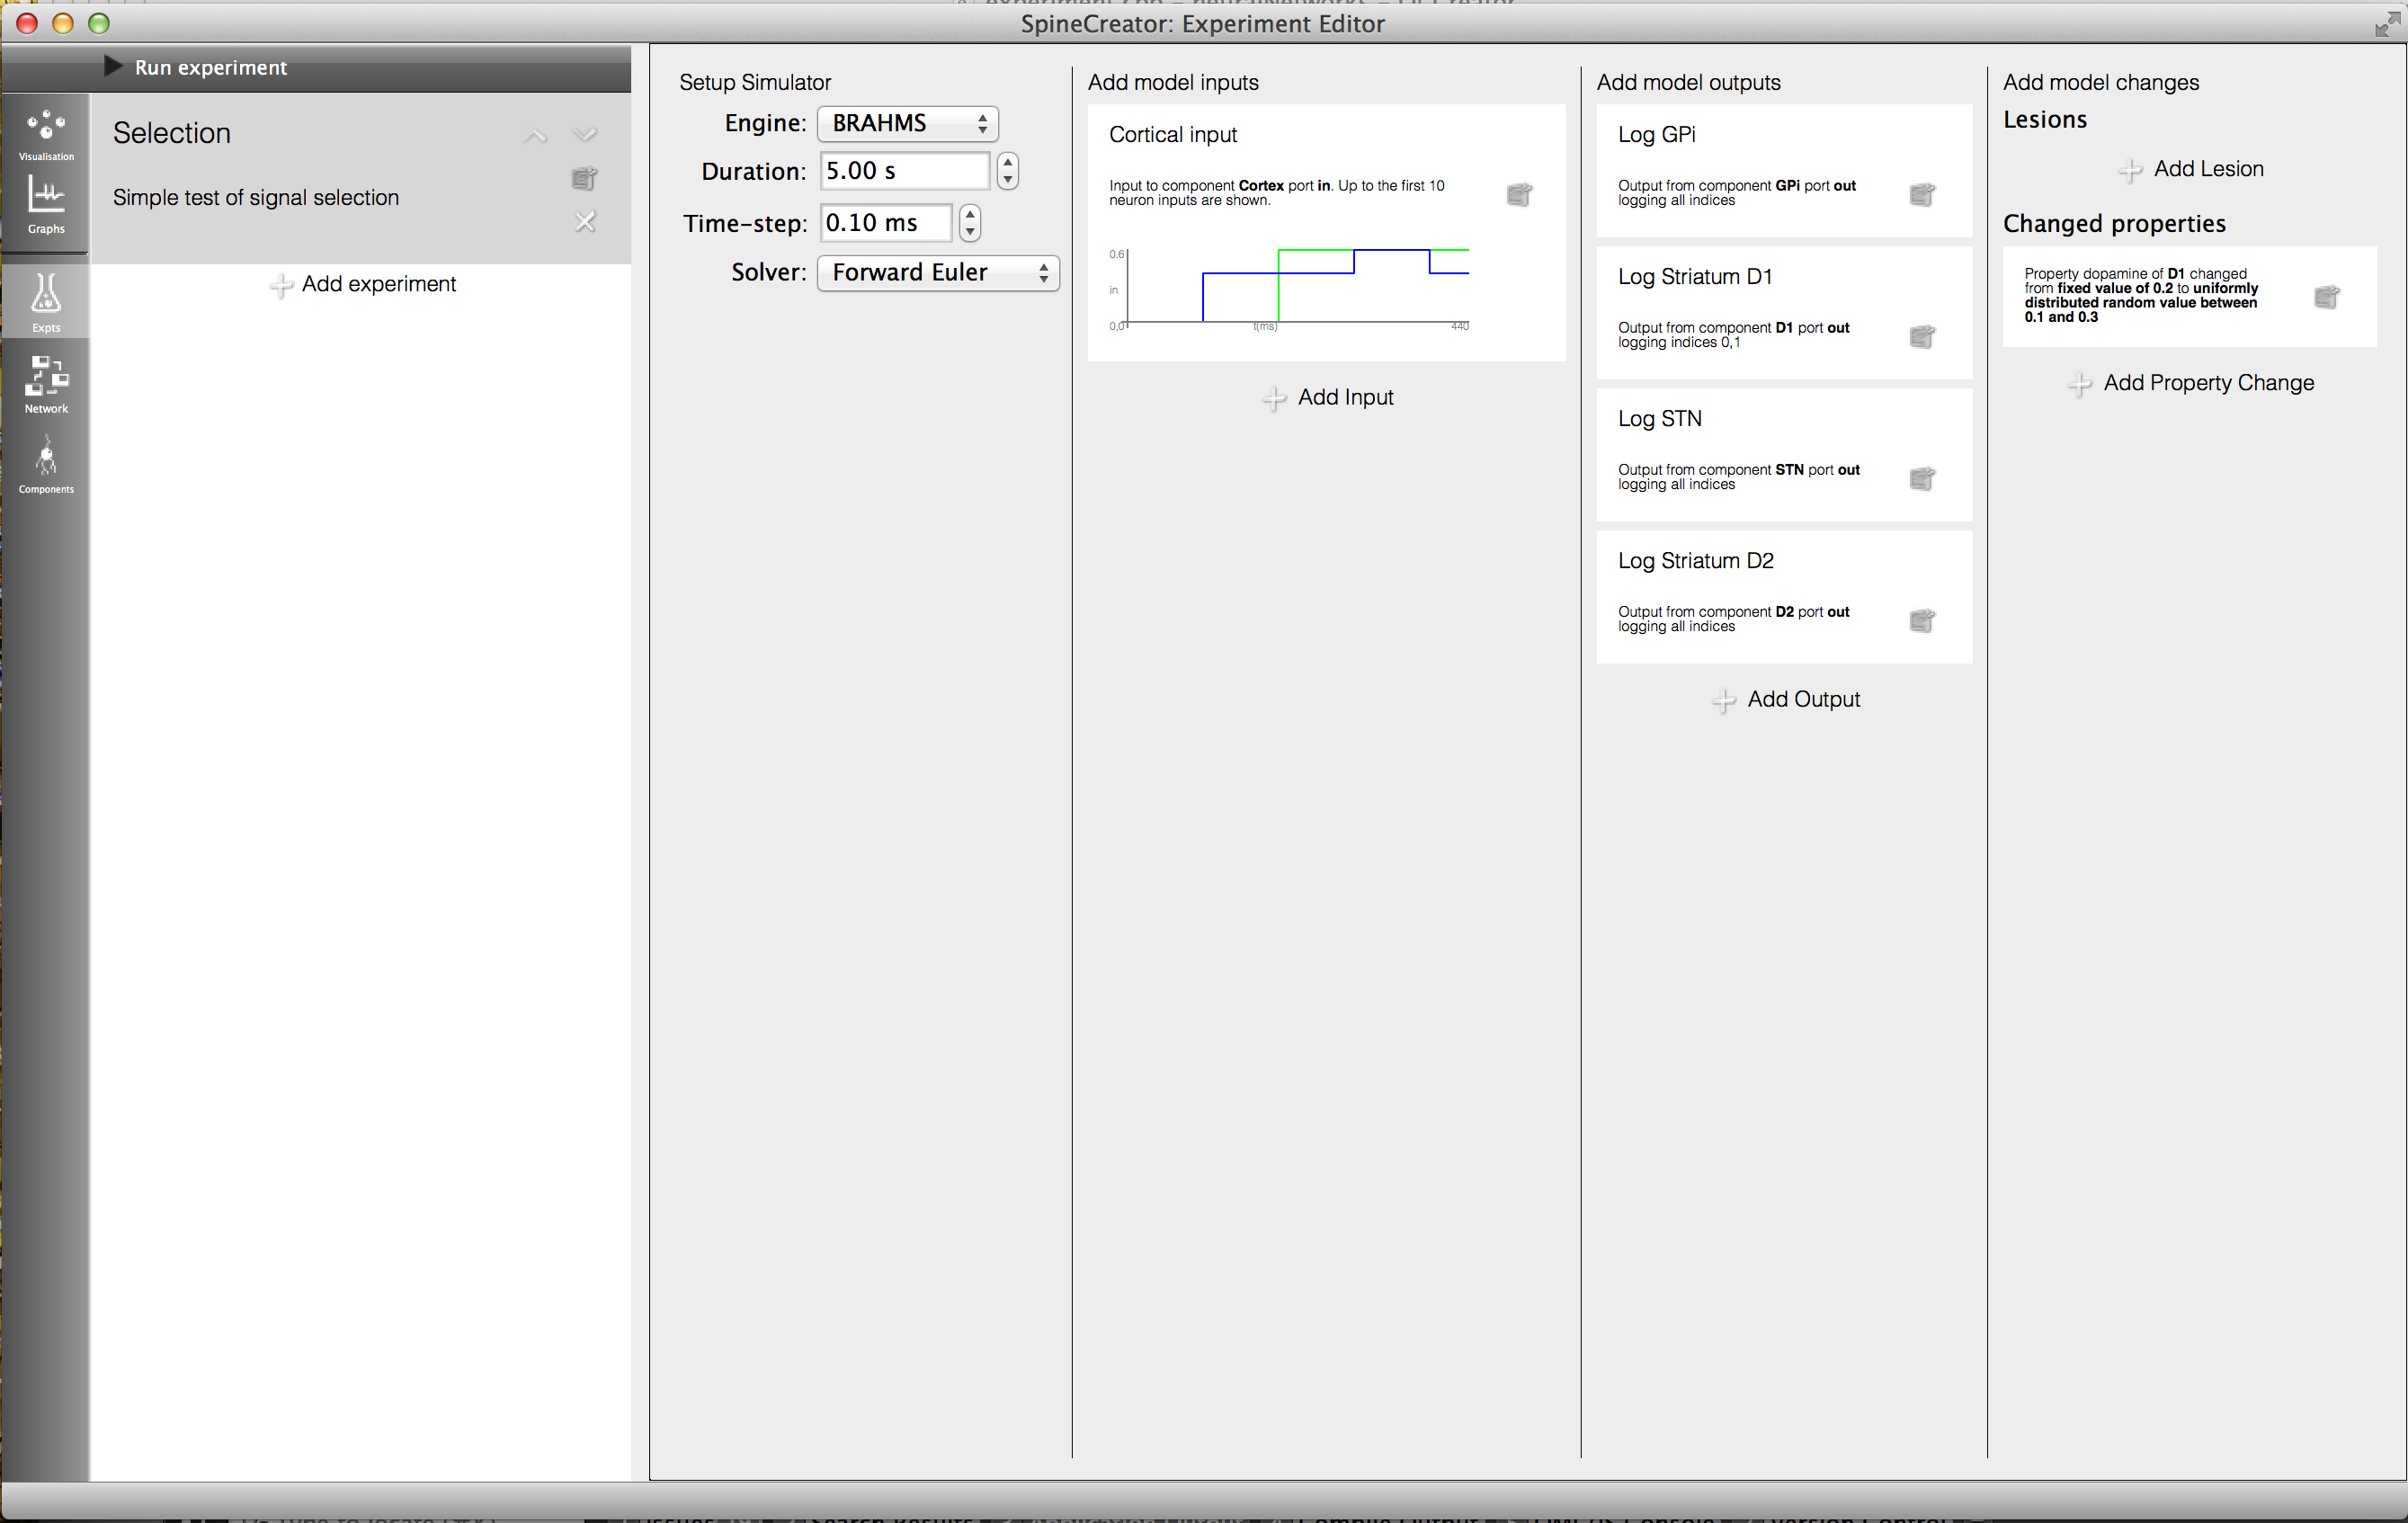 SpineCreator: Experiment Editor
Run experiment
Visualisation
Graphs
Expts
Network
Components
Selection
Simple test of signal selection
Add experiment
Setup Simulator
Engine: BRAHMS
Duration: 5.00 s
Time-step: 0.10 ms
Solver: Forward Euler
Add model inputs
Cortical input
Input to component Cortex port in. Up to the first 10
neuron inputs are shown.
0.6
in
0,0
t(ms)
440
Add Input
Add model outputs
Log GPi
Output from component GPi port out
logging all indices
Log Striatum D1
Output from component D1 port out
logging indices 0,1
Log STN
Output from component STN port out
logging all indices
Log Striatum D2
Output from component D2 port out
logging all indices
Add Output
Add model changes
Lesions
Add Lesion
Changed properties
Property dopamine of D1 changed
from fixed value of 0.2 to uniformly
distributed random value between
0.1 and 0.3
Add Property Change